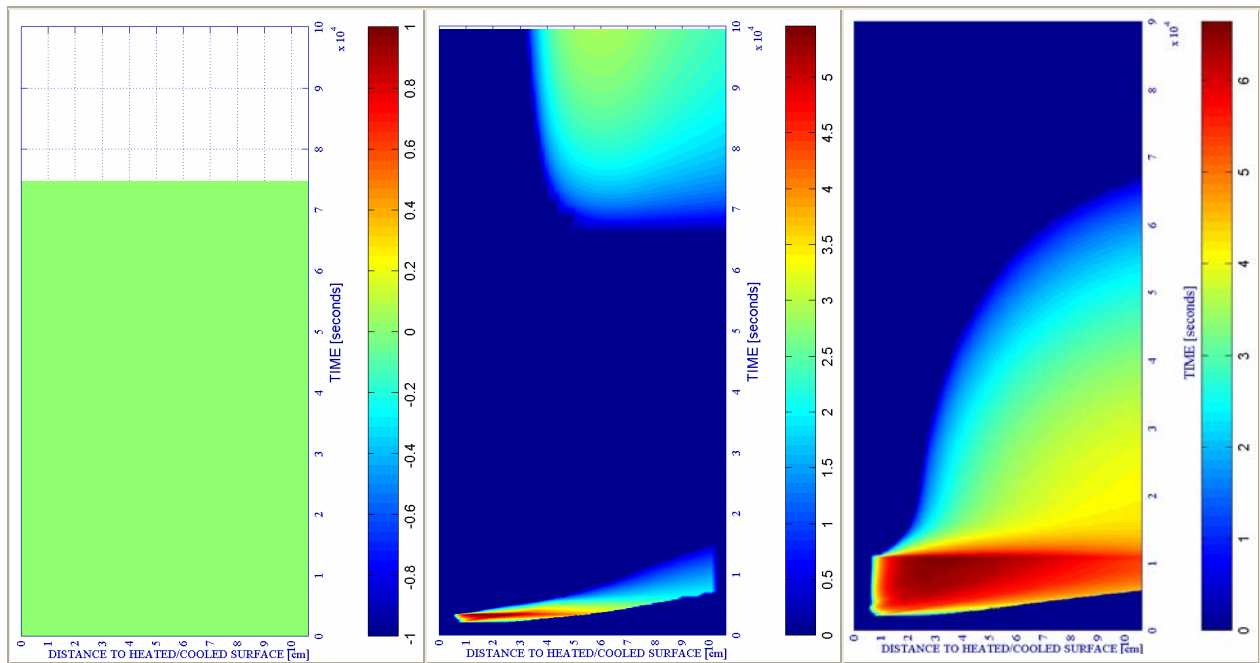 0 1 2 3 4 5 6 7 8 9 10
x 10^4
TIME [seconds]
0 1 2 3 4 5 6 7 8 9 10
DISTANCE TO HEATED/COOLED SURFACE [cm]
-1 -0.8 -0.6 -0.4 -0.2 0 0.2 0.4 0.6 0.8 1
0 1 2 3 4 5 6 7 8 9 10
x 10^4
TIME [seconds]
0 1 2 3 4 5 6 7 8 9 10
DISTANCE TO HEATED/COOLED SURFACE [cm]
0 0.5 1 1.5 2 2.5 3 3.5 4 4.5 5
0 1 2 3 4 5 6 7 8 9
x 10^4
TIME [seconds]
0 1 2 3 4 5 6 7 8 9 10
DISTANCE TO HEATED/COOLED SURFACE [cm]
0 1 2 3 4 5 6